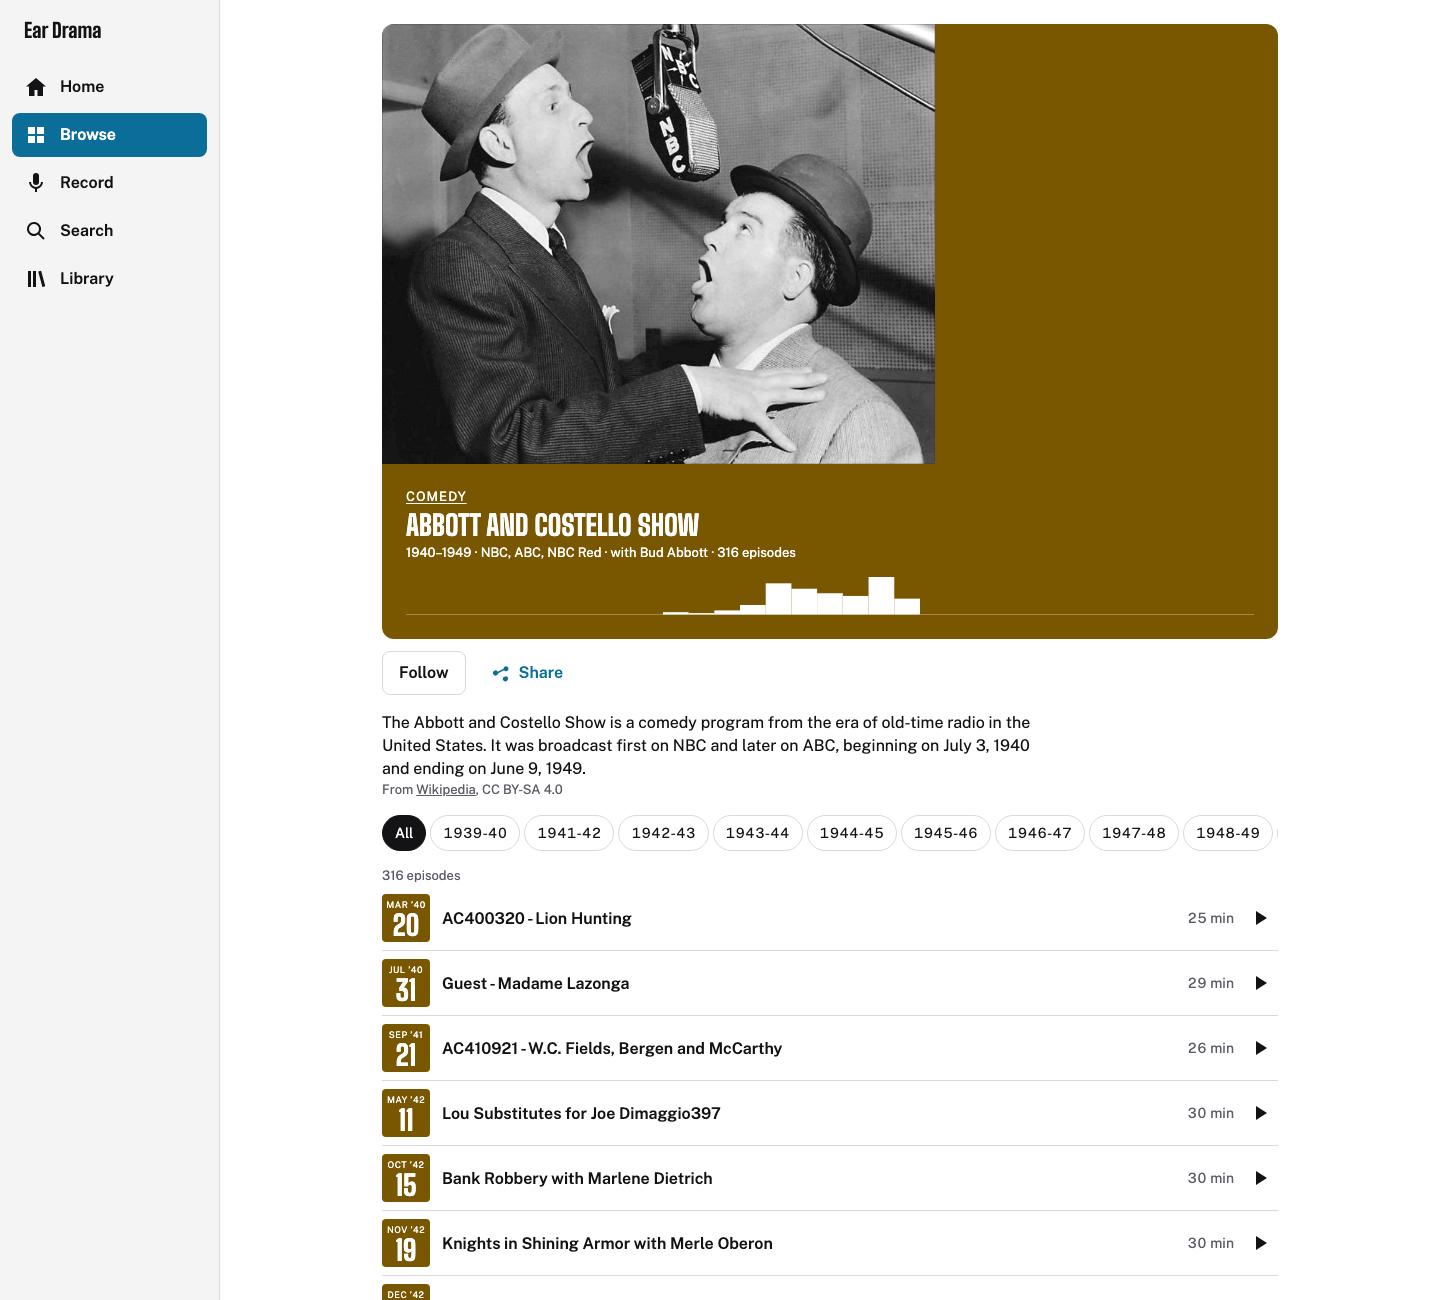 Ear Drama
Home
Browse
Record
Search
Library
NBC
NBC
COMEDY
ABBOTT AND COSTELLO SHOW
1940–1949 · NBC, ABC, NBC Red · with Bud Abbott · 316 episodes
Follow
Share
The Abbott and Costello Show is a comedy program from the era of old-time radio in the
United States. It was broadcast first on NBC and later on ABC, beginning on July 3, 1940
and ending on June 9, 1949.
From Wikipedia, CC BY-SA 4.0
All 1939-40 1941-42 1942-43 1943-44 1944-45 1945-46 1946-47 1947-48 1948-49
316 episodes
MAR '40
20
AC400320 - Lion Hunting
25 min
JUL '40
31
Guest - Madame Lazonga
29 min
SEP '41
21
AC410921 - W.C. Fields, Bergen and McCarthy
26 min
MAY '42
11
Lou Substitutes for Joe Dimaggio397
30 min
OCT '42
15
Bank Robbery with Marlene Dietrich
30 min
NOV '42
19
Knights in Shining Armor with Merle Oberon
30 min
DEC '42